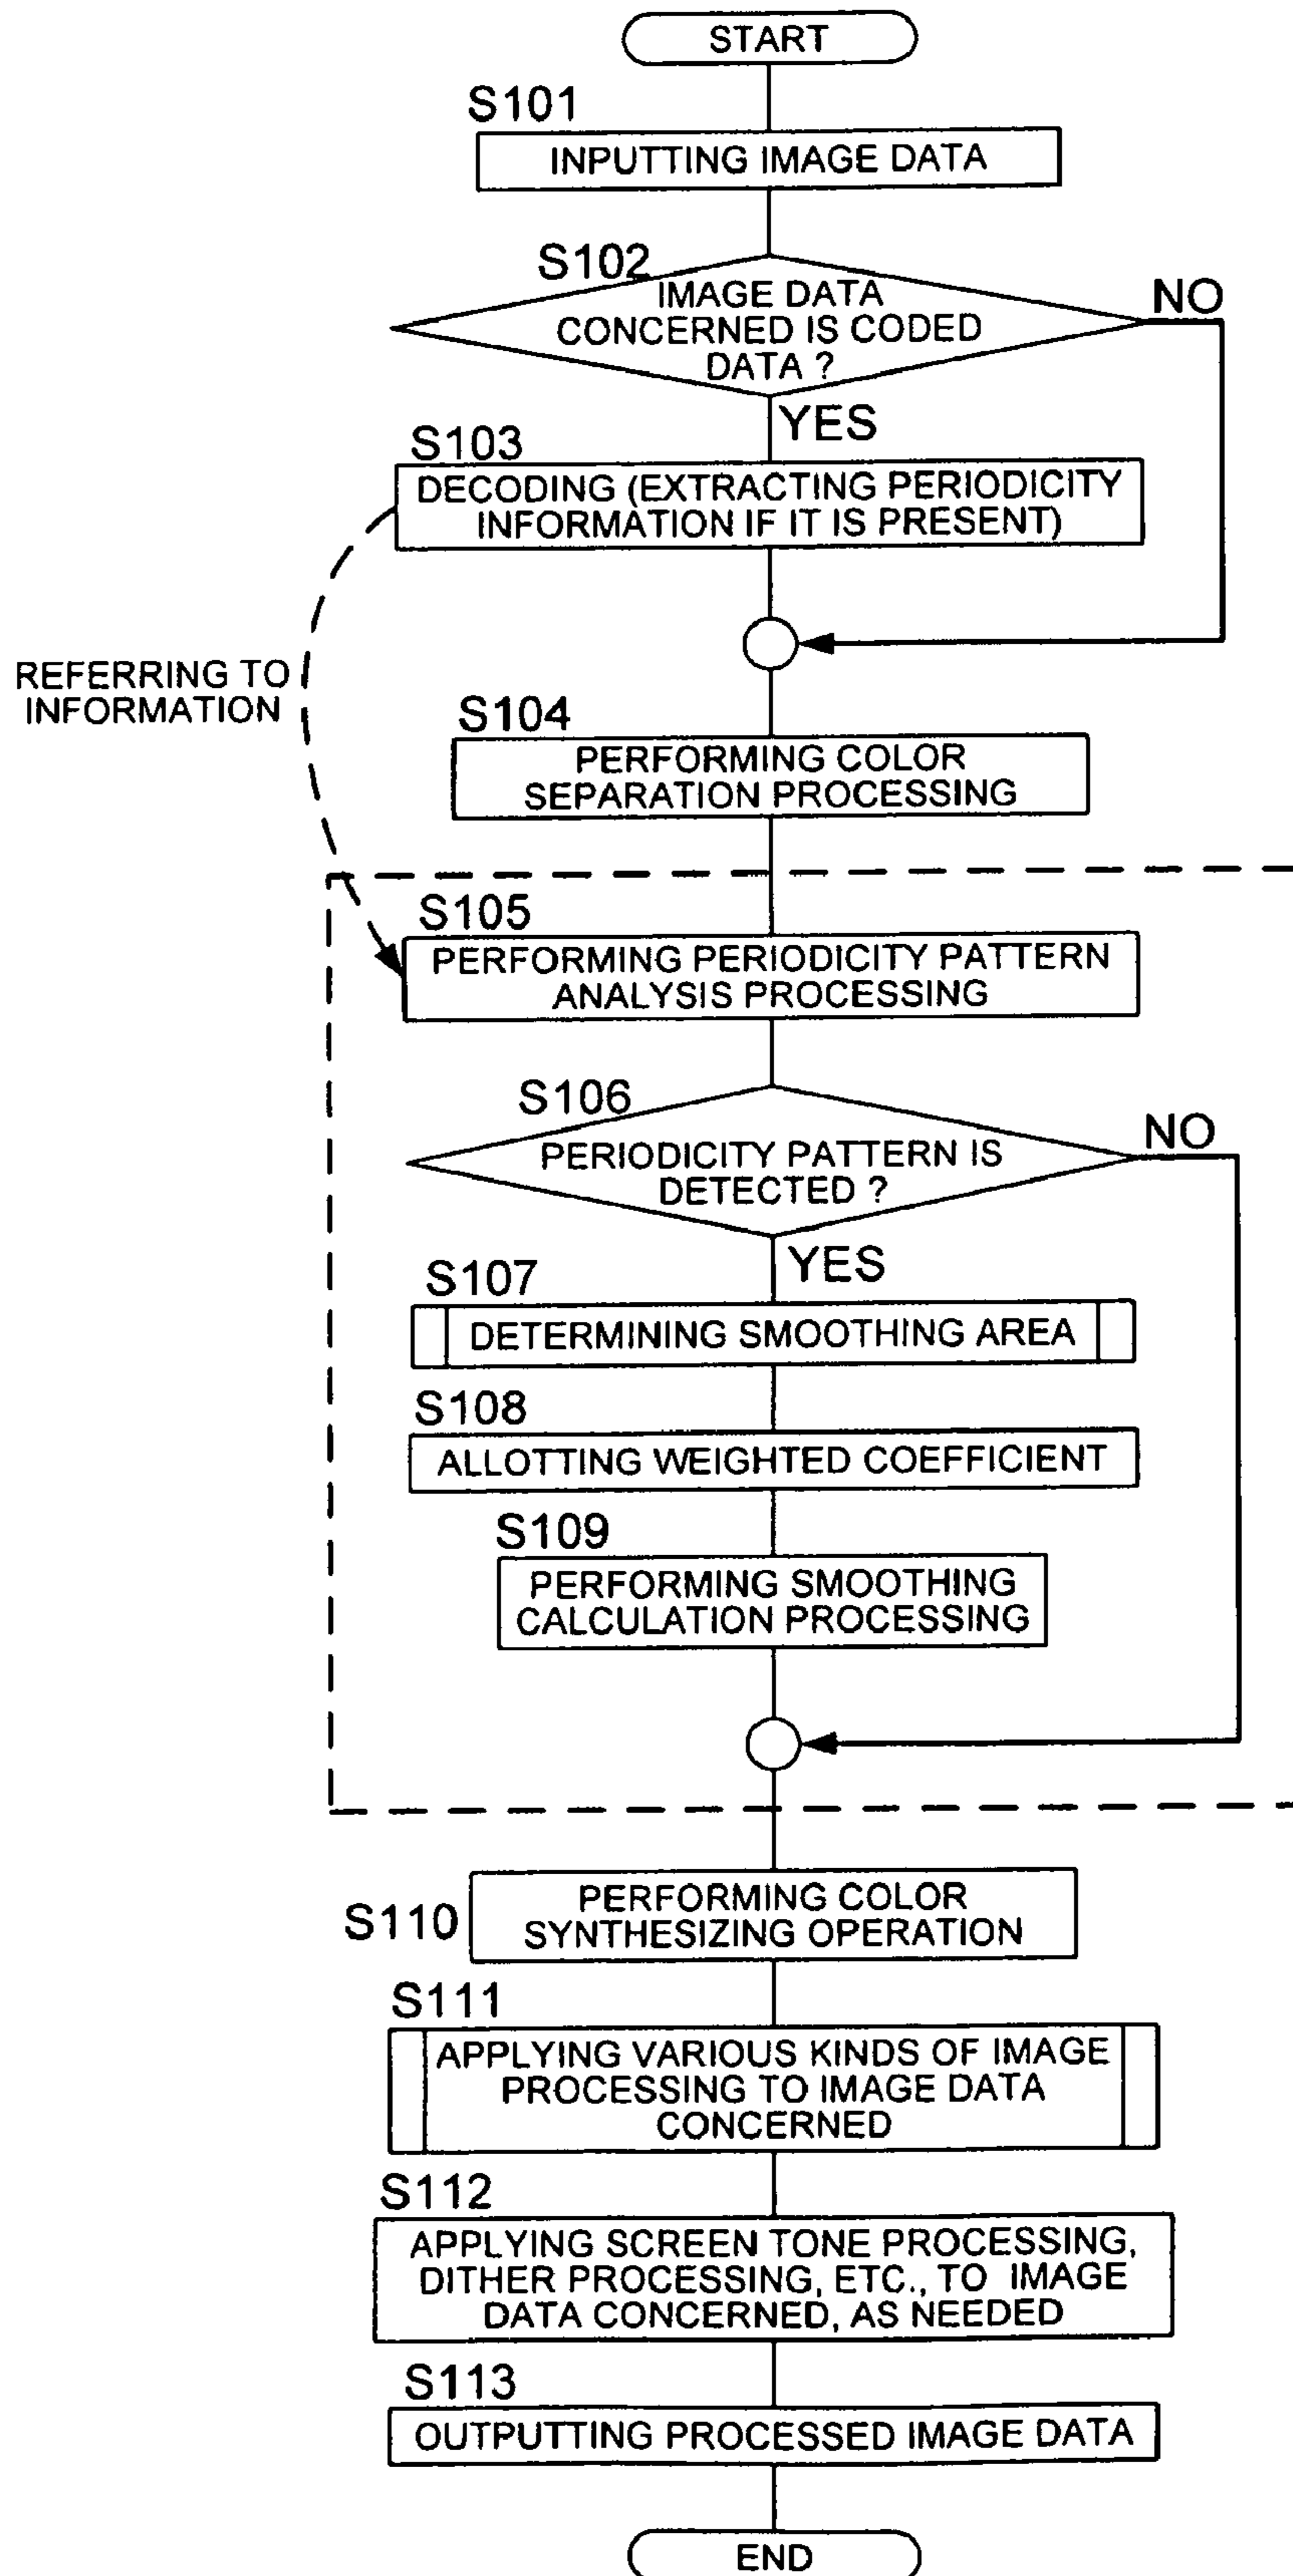 START
S101
INPUTTING IMAGE DATA
S102
IMAGE DATA
CONCERNED IS CODED
DATA ?
NO
YES
S103
DECODING (EXTRACTING PERIODICITY
INFORMATION IF IT IS PRESENT)
REFERRING TO
INFORMATION
S104
PERFORMING COLOR
SEPARATION PROCESSING
S105
PERFORMING PERIODICITY PATTERN
ANALYSIS PROCESSING
S106
PERIODICITY PATTERN IS
DETECTED ?
NO
YES
S107
DETERMINING SMOOTHING AREA
S108
ALLOTTING WEIGHTED COEFFICIENT
S109
PERFORMING SMOOTHING
CALCULATION PROCESSING
S110
PERFORMING COLOR
SYNTHESIZING OPERATION
S111
APPLYING VARIOUS KINDS OF IMAGE
PROCESSING TO IMAGE DATA
CONCERNED
S112
APPLYING SCREEN TONE PROCESSING,
DITHER PROCESSING, ETC., TO IMAGE
DATA CONCERNED, AS NEEDED
S113
OUTPUTTING PROCESSED IMAGE DATA
END